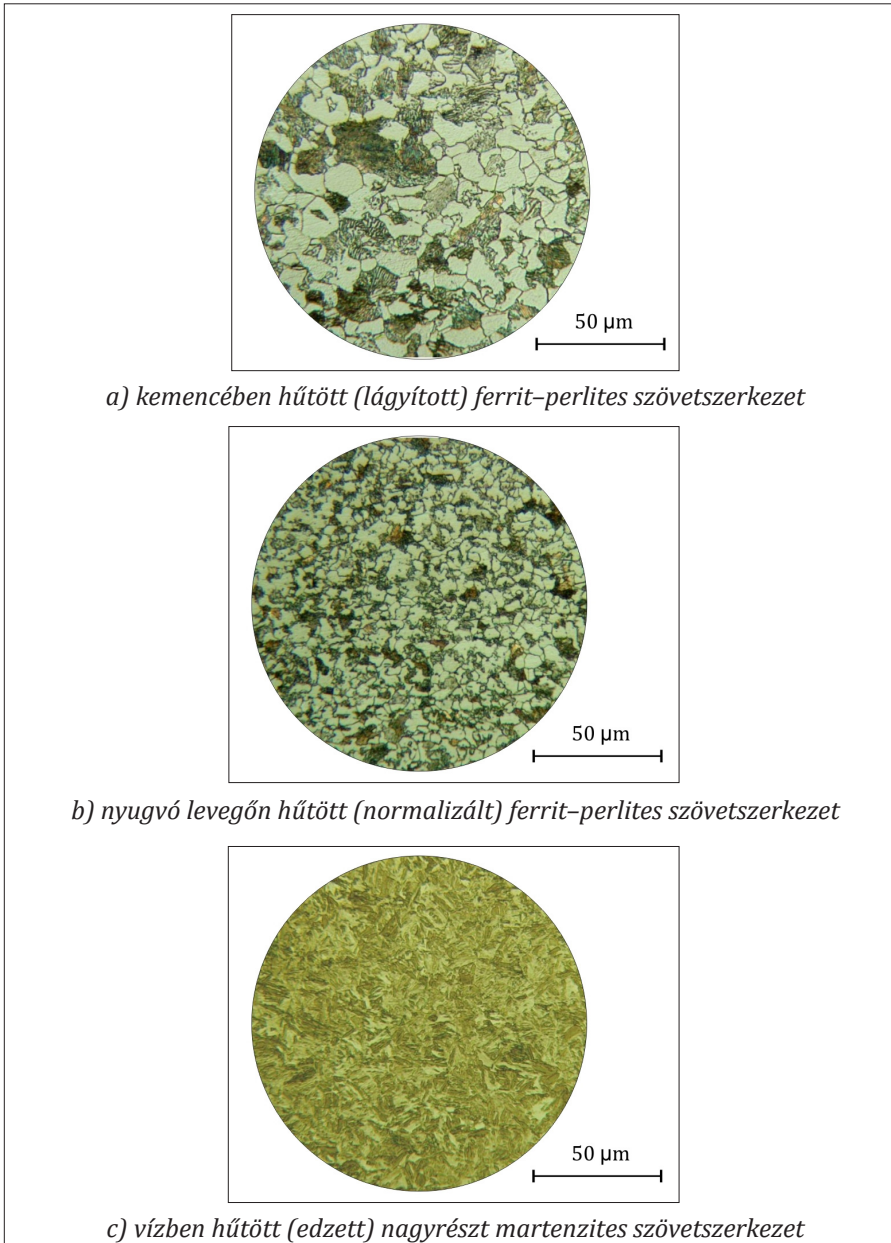 50 µm
a) kemencében hűtött (lágyított) ferrit–perlites szövetszerkezet
50 µm
b) nyugvó levegőn hűtött (normalizált) ferrit–perlites szövetszerkezet
50 µm
c) vízben hűtött (edzett) nagyrészt martenzites szövetszerkezet